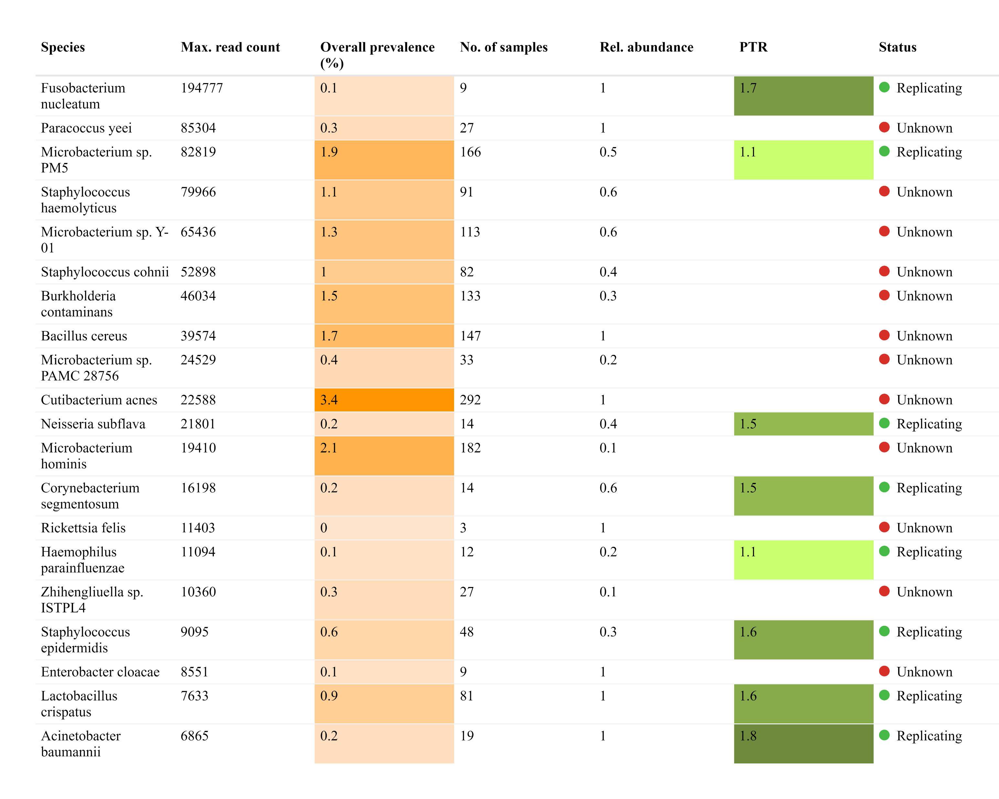 Species Max. read count Overall prevalence No. of samples Rel. abundance PTR Status
(%)
Fusobacterium 194777 0.1 9 1 1.7 Replicating
nucleatum
Paracoccus yeei 85304 0.3 27 1 Unknown
Microbacterium sp. 82819 1.9 166 0.5 1.1 Replicating
PM5
Staphylococcus 79966 1.1 91 0.6 Unknown
haemolyticus
Microbacterium sp. Y- 65436 1.3 113 0.6 Unknown
01
Staphylococcus cohnii 52898 1 82 0.4 Unknown
Burkholderia 46034 1.5 133 0.3 Unknown
contaminans
Bacillus cereus 39574 1.7 147 1 Unknown
Microbacterium sp. 24529 0.4 33 0.2 Unknown
PAMC 28756
Cutibacterium acnes 22588 3.4 292 1 Unknown
Neisseria subflava 21801 0.2 14 0.4 1.5 Replicating
Microbacterium 19410 2.1 182 0.1 Unknown
hominis
Corynebacterium 16198 0.2 14 0.6 1.5 Replicating
segmentosum
Rickettsia felis 11403 0 3 1 Unknown
Haemophilus 11094 0.1 12 0.2 1.1 Replicating
parainfluenzae
Zhihengliuella sp. 10360 0.3 27 0.1 Unknown
ISTPL4
Staphylococcus 9095 0.6 48 0.3 1.6 Replicating
epidermidis
Enterobacter cloacae 8551 0.1 9 1 Unknown
Lactobacillus 7633 0.9 81 1 1.6 Replicating
crispatus
Acinetobacter 6865 0.2 19 1 1.8 Replicating
baumannii